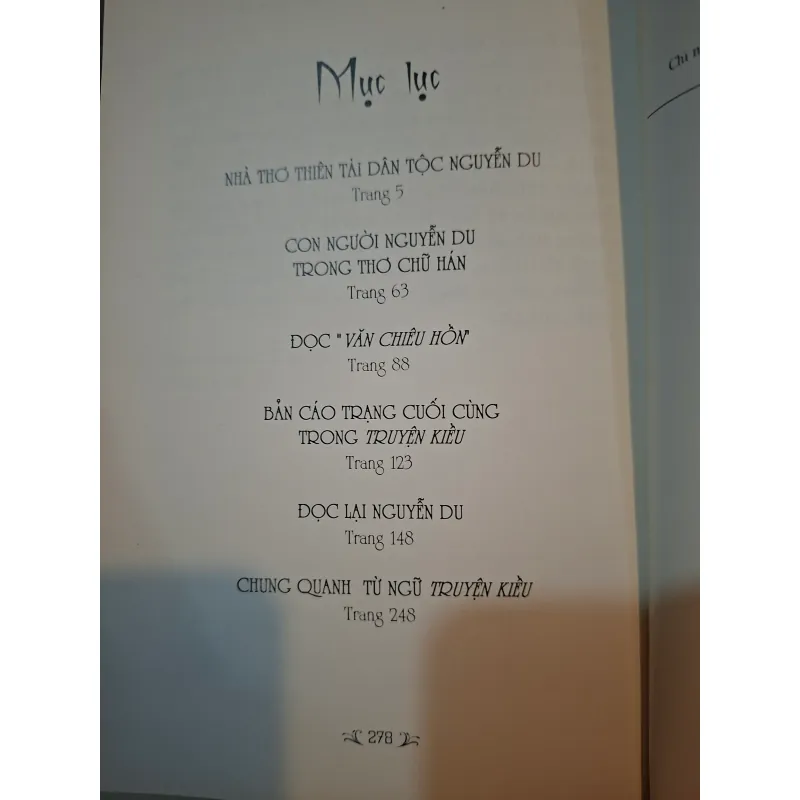 Mục lục
NHÀ THƠ THIÊN TÀI DÂN TỘC NGUYỄN DU
Trang 5
CON NGƯỜI NGUYỄN DU
TRONG THƠ CHỮ HÁN
Trang 63
ĐỌC "VĂN CHIÊU HỒN"
Trang 88
BẢN CÁO TRẠNG CUỐI CÙNG
TRONG TRUYỆN KIỀU
Trang 123
ĐỌC LẠI NGUYỄN DU
Trang 148
CHUNG QUANH TỪ NGỮ TRUYỆN KIỀU
Trang 248
278